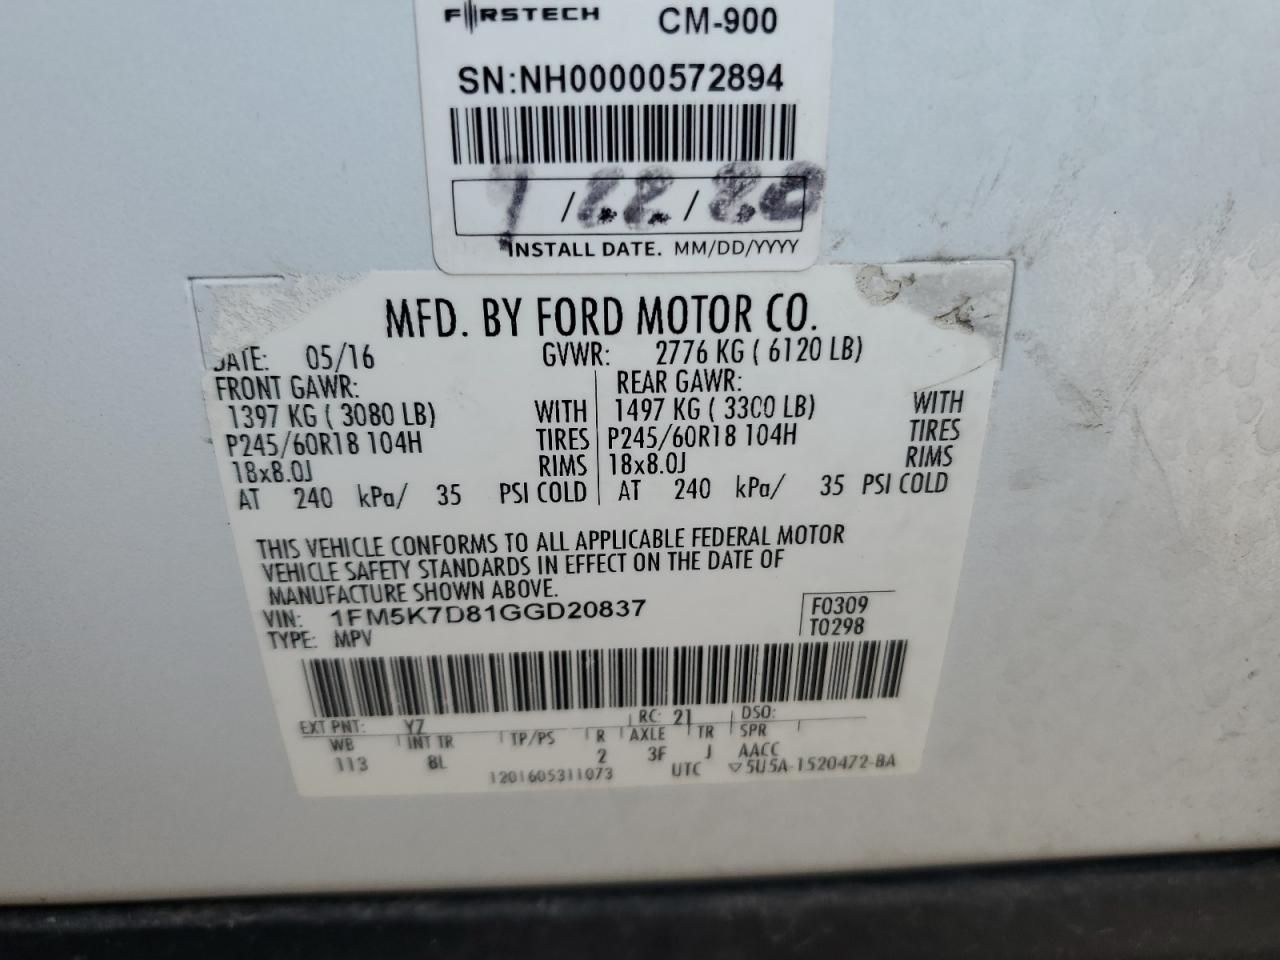 FIRSTECH CM-900
SN:NH00000572894
INSTALL DATE. MM/DD/YYYY
MFD. BY FORD MOTOR CO.
DATE: 05/16 GVWR: 2776 KG ( 6120 LB)
FRONT GAWR: REAR GAWR:
1397 KG ( 3080 LB) WITH 1497 KG ( 3300 LB) WITH
P245/60R18 104H TIRES P245/60R18 104H TIRES
18x8.0J RIMS 18x8.0J RIMS
AT 240 kPa/ 35 PSI COLD AT 240 kPa/ 35 PSI COLD
THIS VEHICLE CONFORMS TO ALL APPLICABLE FEDERAL MOTOR
VEHICLE SAFETY STANDARDS IN EFFECT ON THE DATE OF
MANUFACTURE SHOWN ABOVE.
VIN: 1FM5K7D81GGD20837 F0309
TYPE: MPV T0298
EXT PNT: YZ RC: 21 DSO:
WB INT TR TP/PS R AXLE TR SPR
113 8L 2 3F J AACC
1201605311073 UTC ▽5U5A-1520472-BA